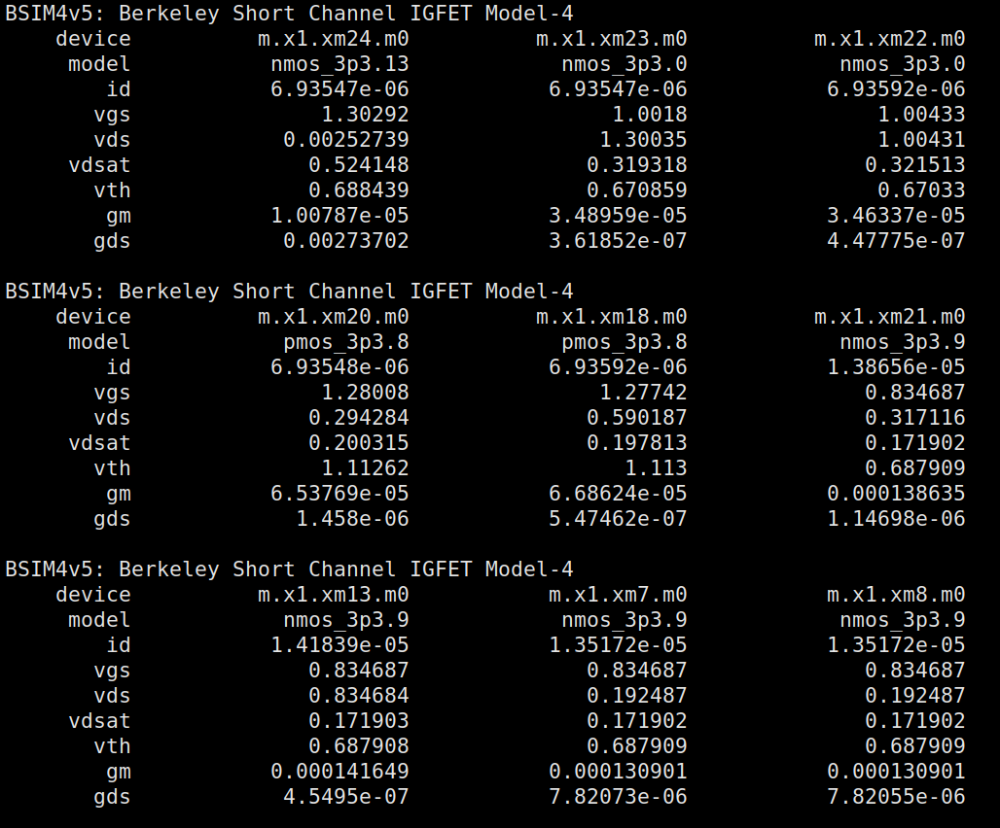 BSIM4v5: Berkeley Short Channel IGFET Model-4
    device          m.x1.xm24.m0          m.x1.xm23.m0          m.x1.xm22.m0
     model           nmos_3p3.13           nmos_3p3.0            nmos_3p3.0
        id           6.93547e-06           6.93547e-06           6.93592e-06
       vgs               1.30292                1.0018               1.00433
       vds            0.00252739               1.30035               1.00431
     vdsat              0.524148              0.319318              0.321513
       vth              0.688439              0.670859               0.67033
        gm           1.00787e-05           3.48959e-05           3.46337e-05
       gds            0.00273702           3.61852e-07           4.47775e-07

BSIM4v5: Berkeley Short Channel IGFET Model-4
    device          m.x1.xm20.m0          m.x1.xm18.m0          m.x1.xm21.m0
     model            pmos_3p3.8            pmos_3p3.8            nmos_3p3.9
        id           6.93548e-06           6.93592e-06           1.38656e-05
       vgs               1.28008               1.27742              0.834687
       vds              0.294284              0.590187              0.317116
     vdsat              0.200315              0.197813              0.171902
       vth               1.11262                 1.113              0.687909
        gm           6.53769e-05           6.68624e-05           0.000138635
       gds             1.458e-06           5.47462e-07           1.14698e-06

BSIM4v5: Berkeley Short Channel IGFET Model-4
    device          m.x1.xm13.m0           m.x1.xm7.m0           m.x1.xm8.m0
     model            nmos_3p3.9            nmos_3p3.9            nmos_3p3.9
        id           1.41839e-05           1.35172e-05           1.35172e-05
       vgs              0.834687              0.834687              0.834687
       vds              0.834684              0.192487              0.192487
     vdsat              0.171903              0.171902              0.171902
       vth              0.687908              0.687909              0.687909
        gm           0.000141649           0.000130901           0.000130901
       gds            4.5495e-07           7.82073e-06           7.82055e-06